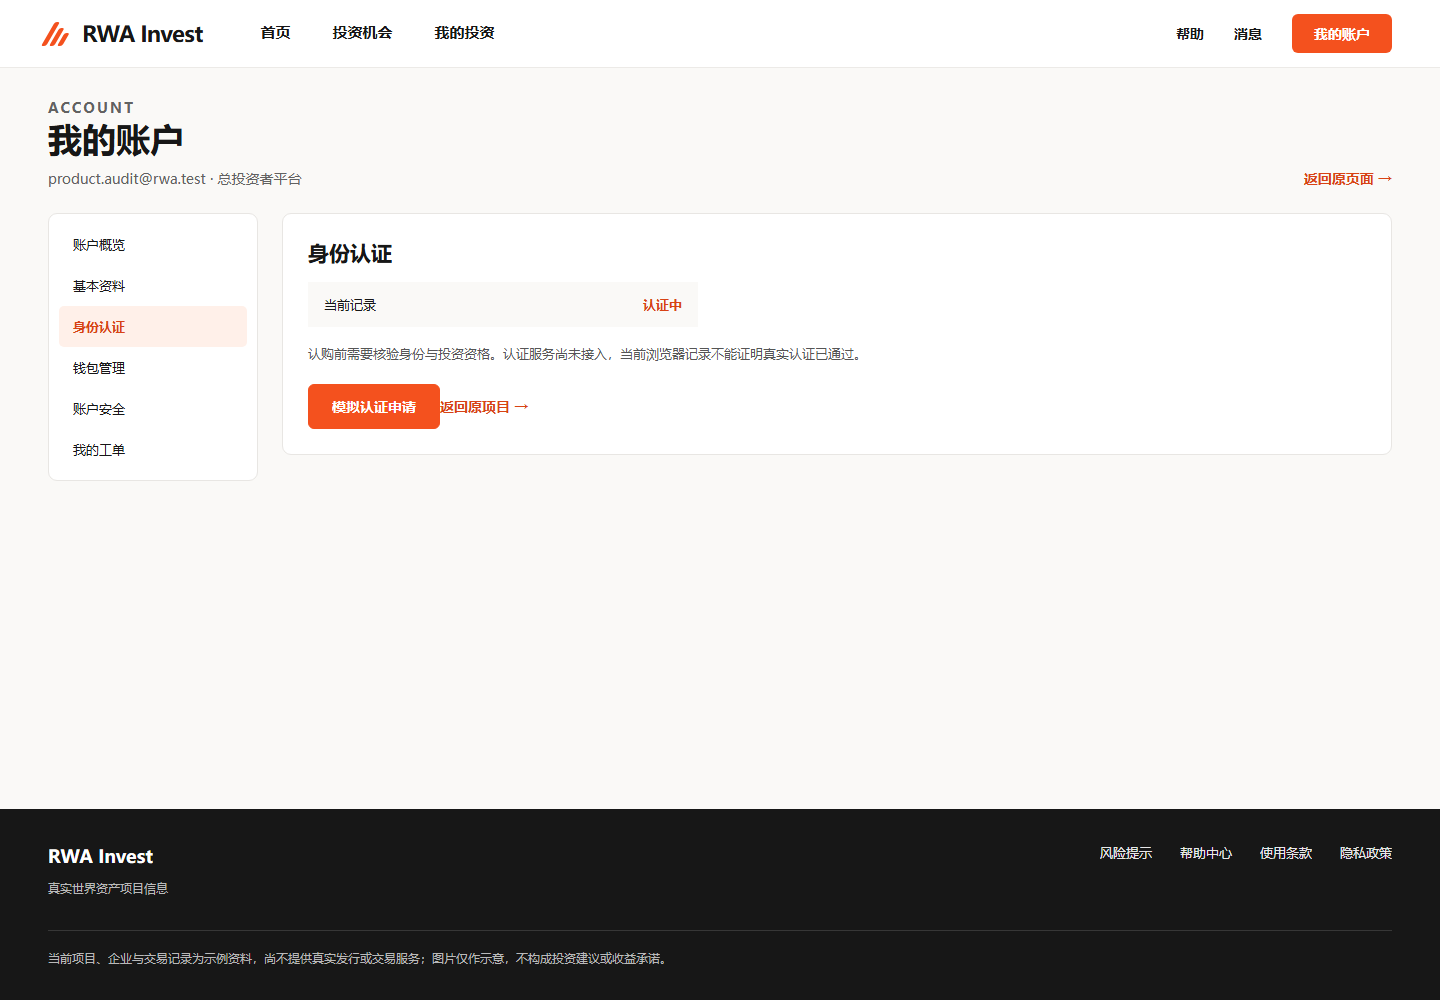 RWA Invest
首页 投资机会 我的投资 帮助 消息 我的账户
ACCOUNT
我的账户
product.audit@rwa.test · 总投资者平台
返回原页面 →
账户概览
基本资料
身份认证
钱包管理
账户安全
我的工单
身份认证
当前记录 认证中
认购前需要核验身份与投资资格。认证服务尚未接入，当前浏览器记录不能证明真实认证已通过。
模拟认证申请 返回原项目 →
RWA Invest
真实世界资产项目信息
风险提示 帮助中心 使用条款 隐私政策
当前项目、企业与交易记录为示例资料，尚不提供真实发行或交易服务；图片仅作示意，不构成投资建议或收益承诺。